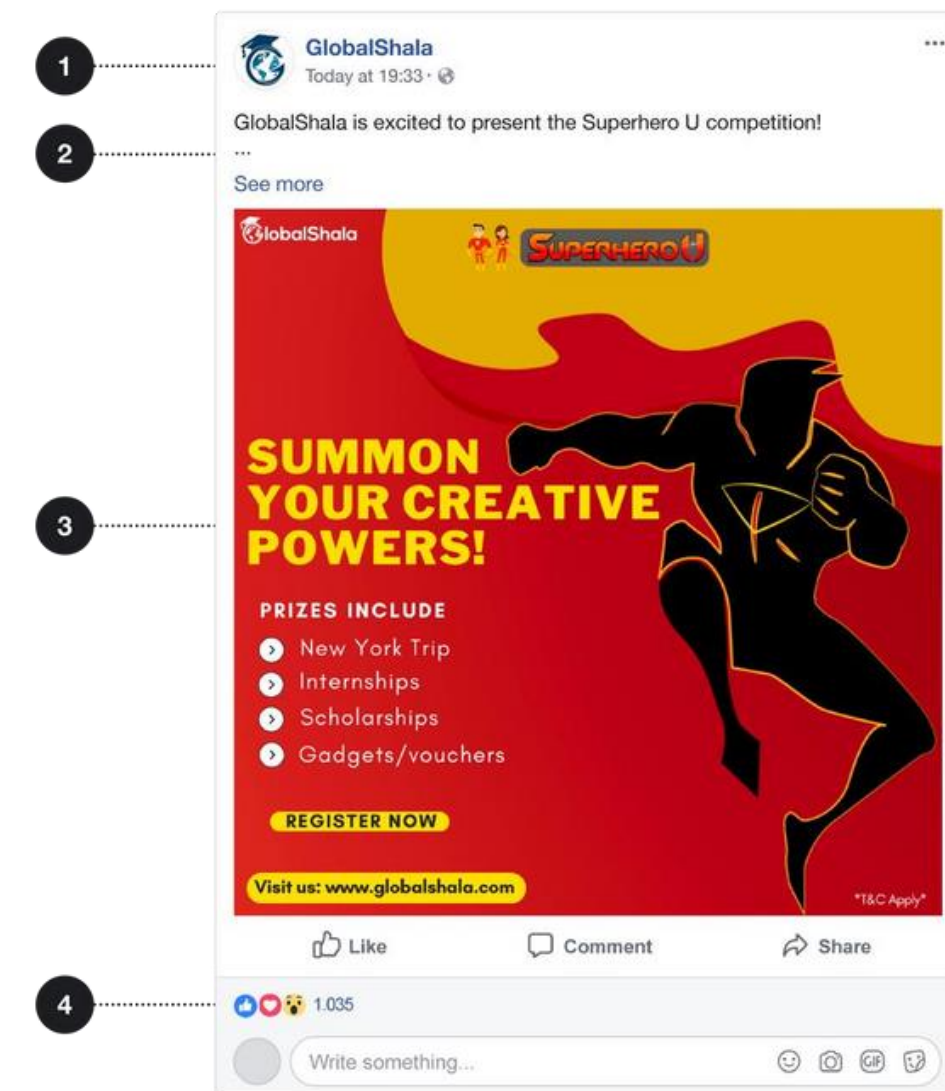 1
GlobalShala
Today at 19:33 ·
...
GlobalShala is excited to present the Superhero U competition!
2
...
See more
GlobalShala
SUPERHERO U
3
SUMMON
YOUR CREATIVE
POWERS!
PRIZES INCLUDE
New York Trip
Internships
Scholarships
Gadgets/vouchers
REGISTER NOW
Visit us: www.globalshala.com
*T&C Apply*
Like
Comment
Share
4
1.035
Write something...
GIF